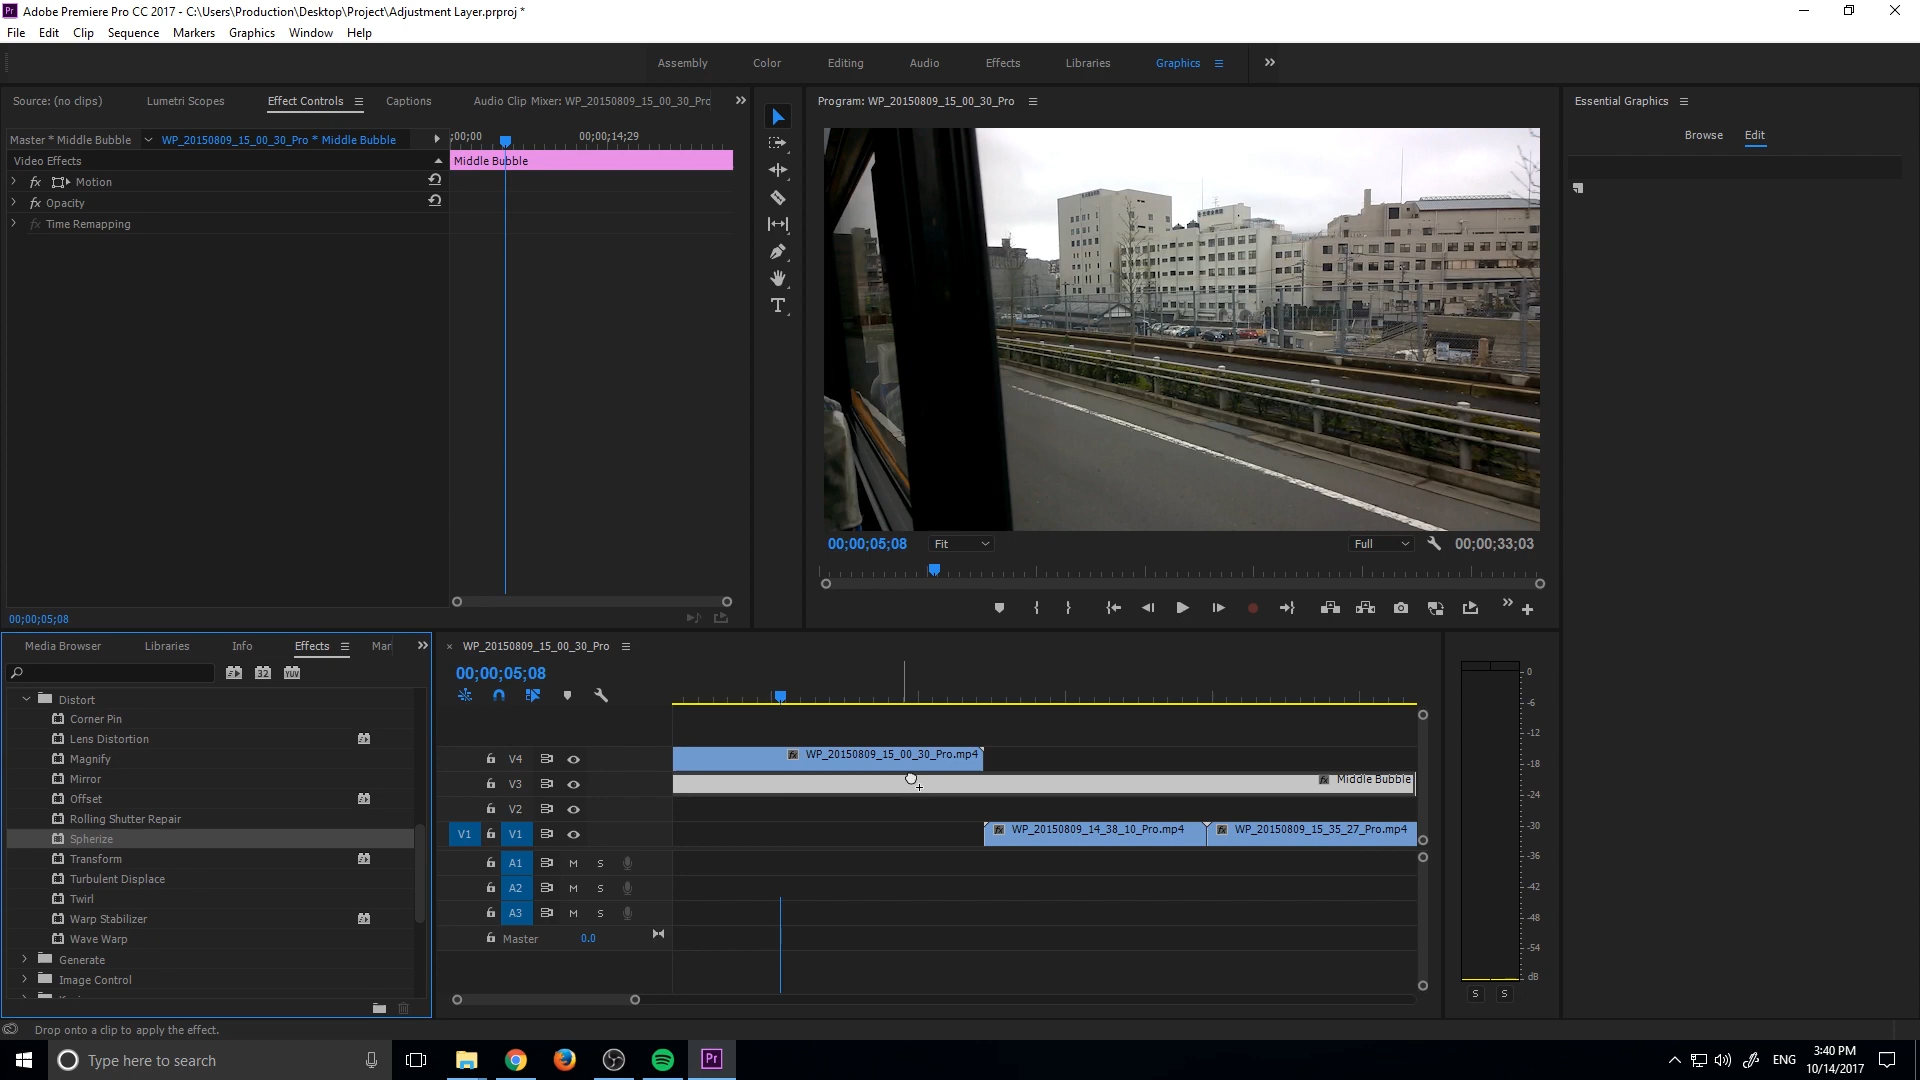 Pr Adobe Premiere Pro CC 2017 - C:\Users\Production\Desktop\Project\Adjustment Layer.prproj *
File Edit Clip Sequence Markers Graphics Window Help
Assembly Color Editing Audio Effects Libraries Graphics
Source: (no clips) Lumetri Scopes Effect Controls Captions Audio Clip Mixer: WP_20150809_15_00_30_Pro
Program: WP_20150809_15_00_30_Pro
Essential Graphics
Browse Edit
Master * Middle Bubble WP_20150809_15_00_30_Pro * Middle Bubble
;00;00 00;00;14;29
Video Effects
Middle Bubble
fx Motion
fx Opacity
fx Time Remapping
00;00;05;08 Fit Full 00;00;33;03
00;00;05;08
Media Browser Libraries Info Effects Mar
32 YUV
Distort
Corner Pin
Lens Distortion
Magnify
Mirror
Offset
Rolling Shutter Repair
Spherize
Transform
Turbulent Displace
Twirl
Warp Stabilizer
Wave Warp
Generate
Image Control
WP_20150809_15_00_30_Pro
00;00;05;08
V4 fx WP_20150809_15_00_30_Pro.mp4
V3 fx Middle Bubble
V2
V1 V1 fx WP_20150809_14_38_10_Pro.mp4 fx WP_20150809_15_35_27_Pro.mp4
A1 M S
A2 M S
A3 M S
Master 0.0
0
-6
-12
-18
-24
-30
-36
-42
-48
-54
dB
S S
Drop onto a clip to apply the effect.
Type here to search
Pr
ENG
3:40 PM
10/14/2017